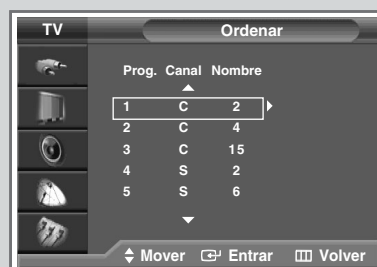 TV Ordenar
Prog. Canal Nombre
1 C 2
2 C 4
3 C 15
4 S 2
5 S 6
Mover Entrar Volver